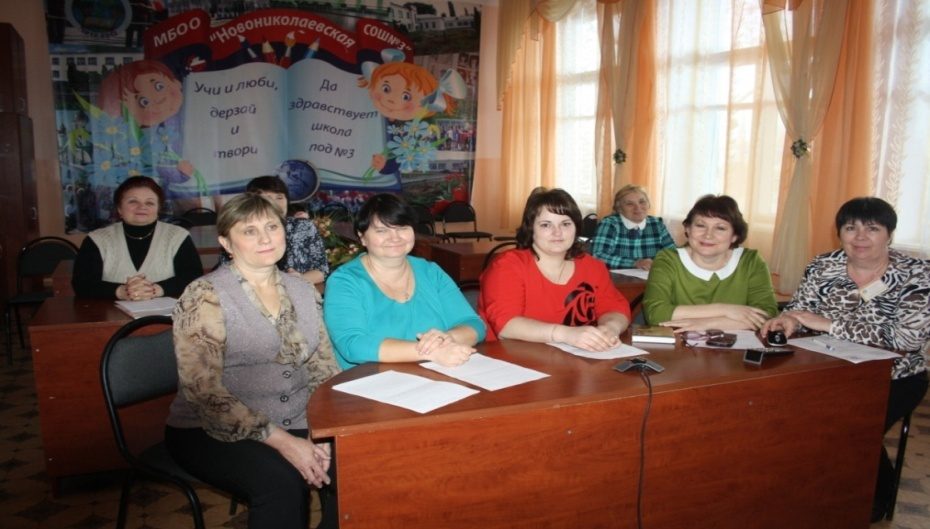 МБОО "Новониколаевская СОШ№3"
Учи и люби,
дерзай
и
твори
Да
здравствует
школа
под №3